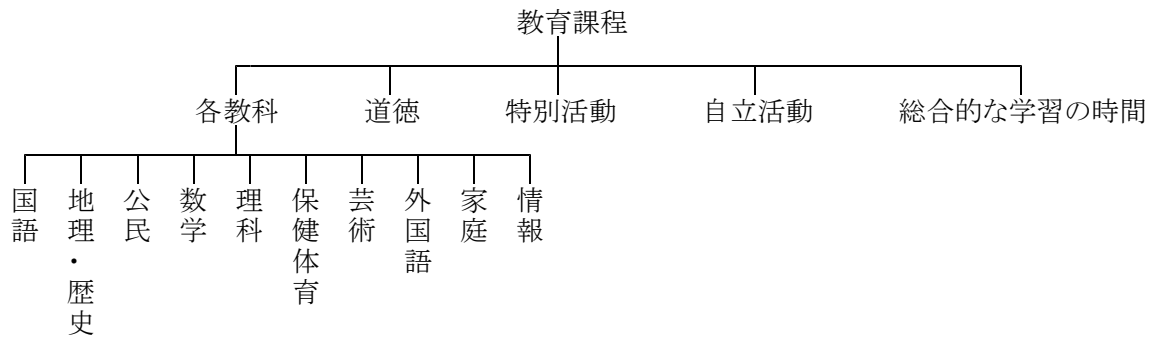 教育課程
各教科
道徳
特別活動
自立活動
総合的な学習の時間
国語
地理・歴史
公民
数学
理科
保健体育
芸術
外国語
家庭
情報